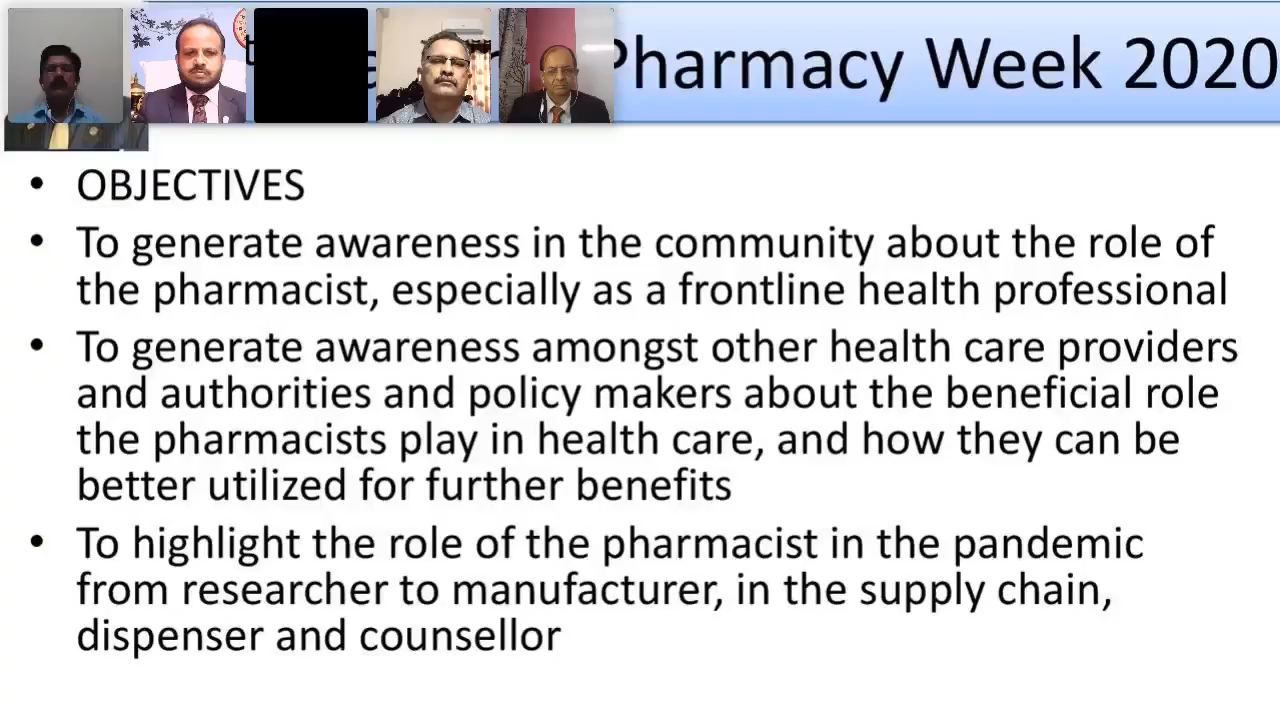 Pharmacy Week 2020
• OBJECTIVES
• To generate awareness in the community about the role of
the pharmacist, especially as a frontline health professional
• To generate awareness amongst other health care providers
and authorities and policy makers about the beneficial role
the pharmacists play in health care, and how they can be
better utilized for further benefits
• To highlight the role of the pharmacist in the pandemic
from researcher to manufacturer, in the supply chain,
dispenser and counsellor